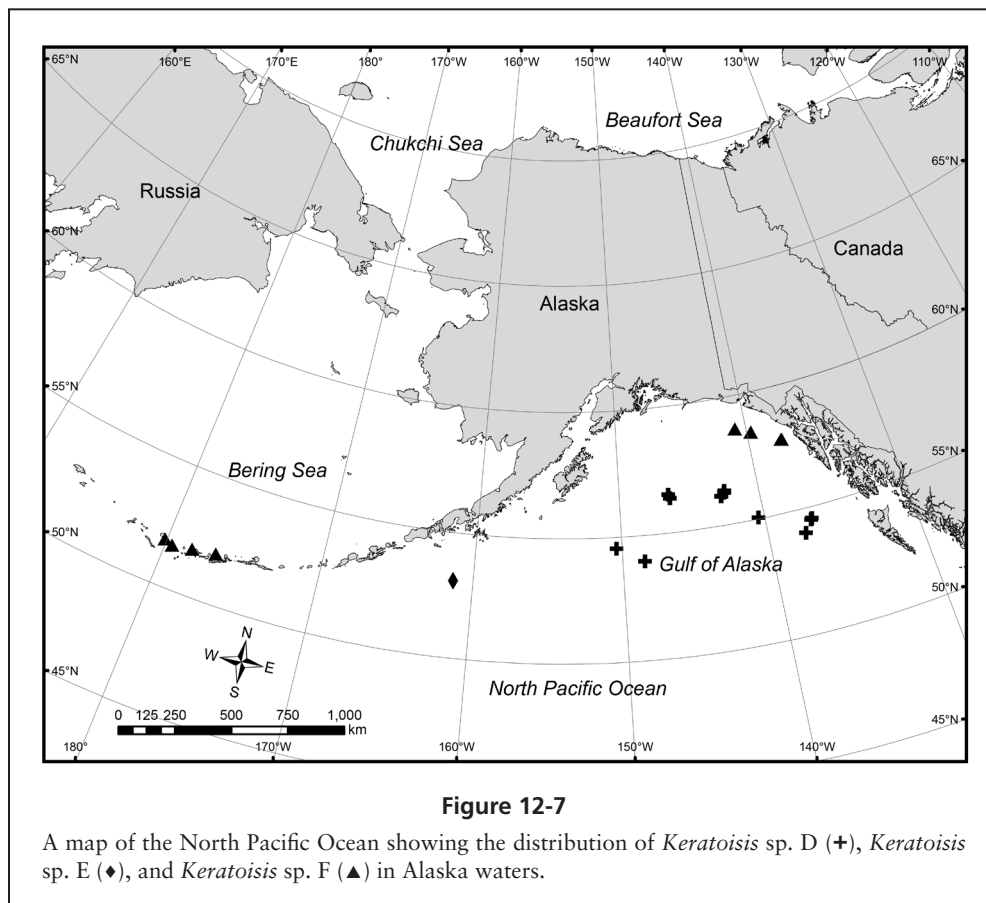 65°N 160°E 170°E 180° 170°W 160°W 150°W 140°W 130°W 120°W 110°W
Beaufort Sea
Chukchi Sea
65°N
Russia
60°N
Canada
Alaska
60°N
55°N
55°N
Bering Sea
50°N
Gulf of Alaska
50°N
N
W E
S
45°N
North Pacific Ocean
0 125 250 500 750 1,000
km
45°N
180° 170°W 160°W 150°W 140°W
Figure 12-7
A map of the North Pacific Ocean showing the distribution of Keratoisis sp. D (+), Keratoisis
sp. E (♦), and Keratoisis sp. F (▲) in Alaska waters.